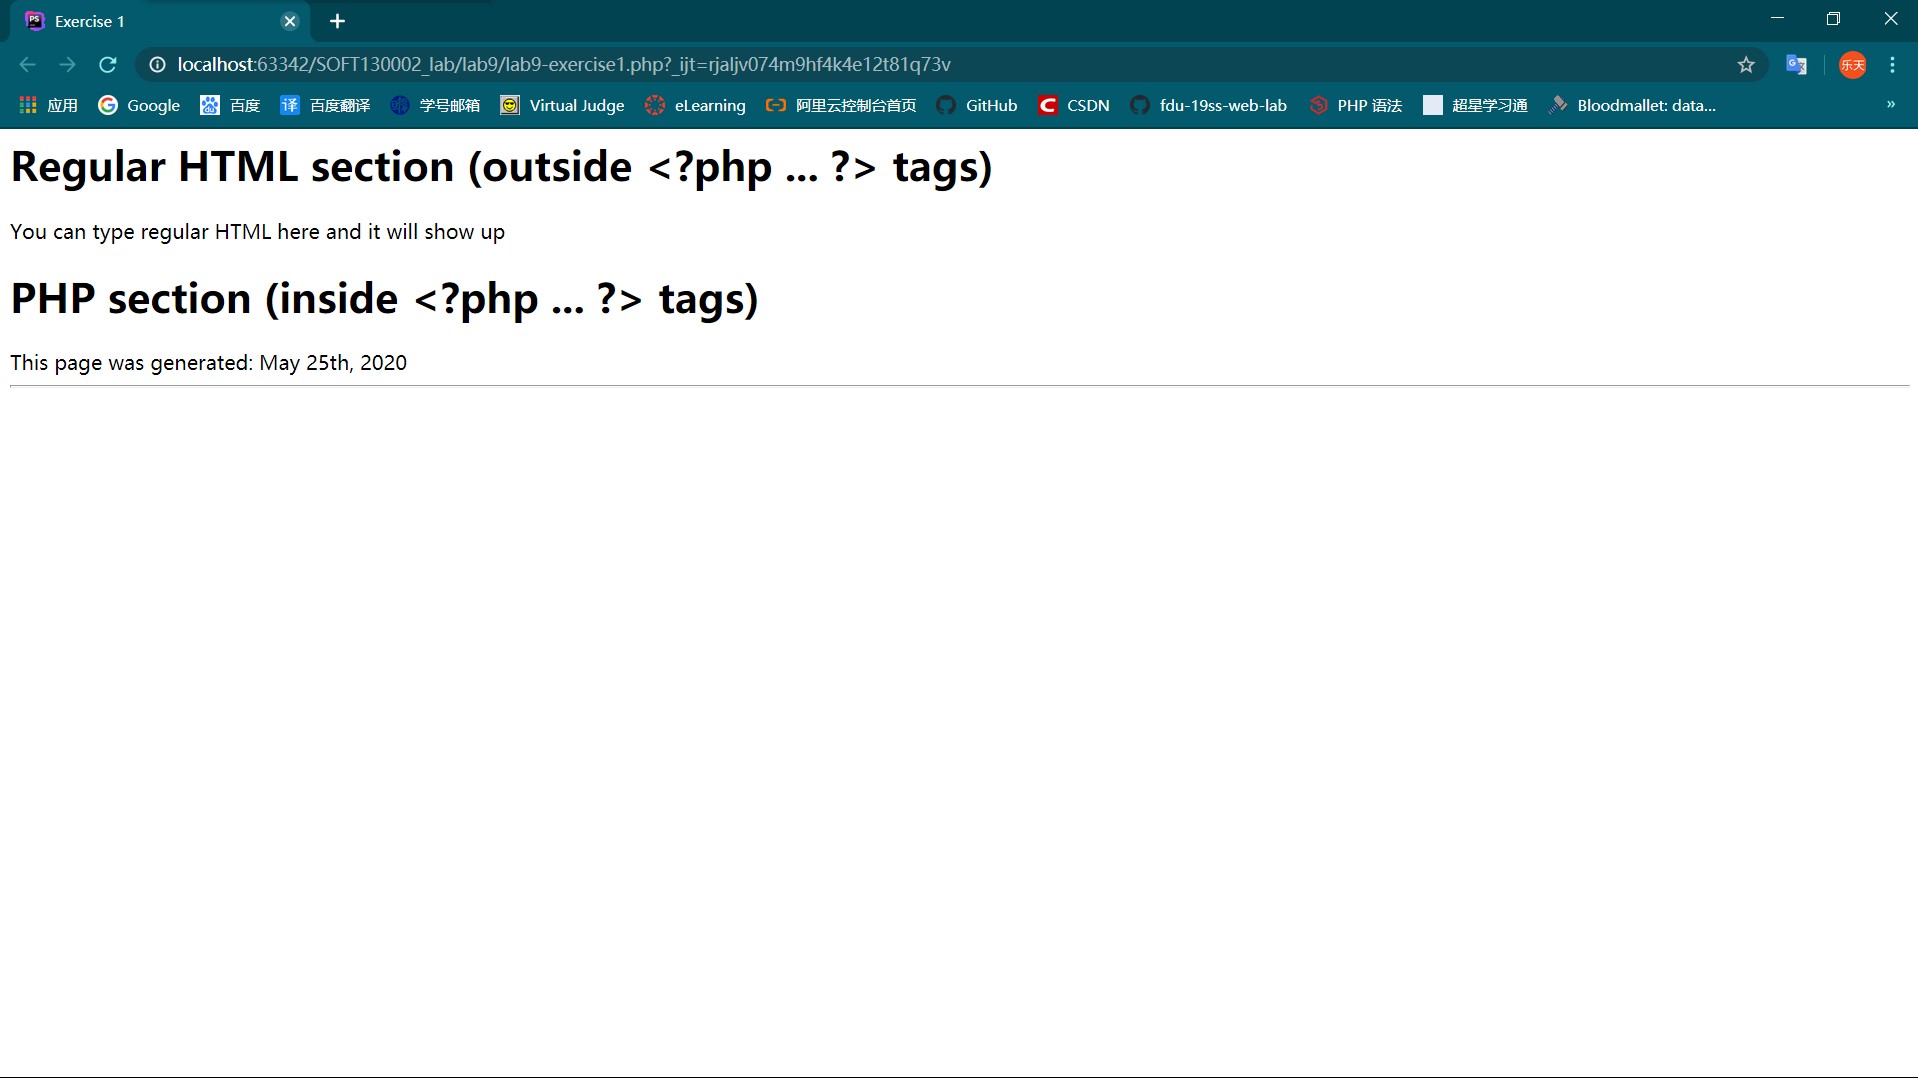 Exercise 1
localhost:63342/SOFT130002_lab/lab9/lab9-exercise1.php?_ijt=rjaljv074m9hf4k4e12t81q73v
乐天
应用 Google 百度 百度翻译 学号邮箱 Virtual Judge eLearning 阿里云控制台首页 GitHub CSDN fdu-19ss-web-lab PHP 语法 超星学习通 Bloodmallet: data... »
Regular HTML section (outside <?php ... ?> tags)
You can type regular HTML here and it will show up
PHP section (inside <?php ... ?> tags)
This page was generated: May 25th, 2020